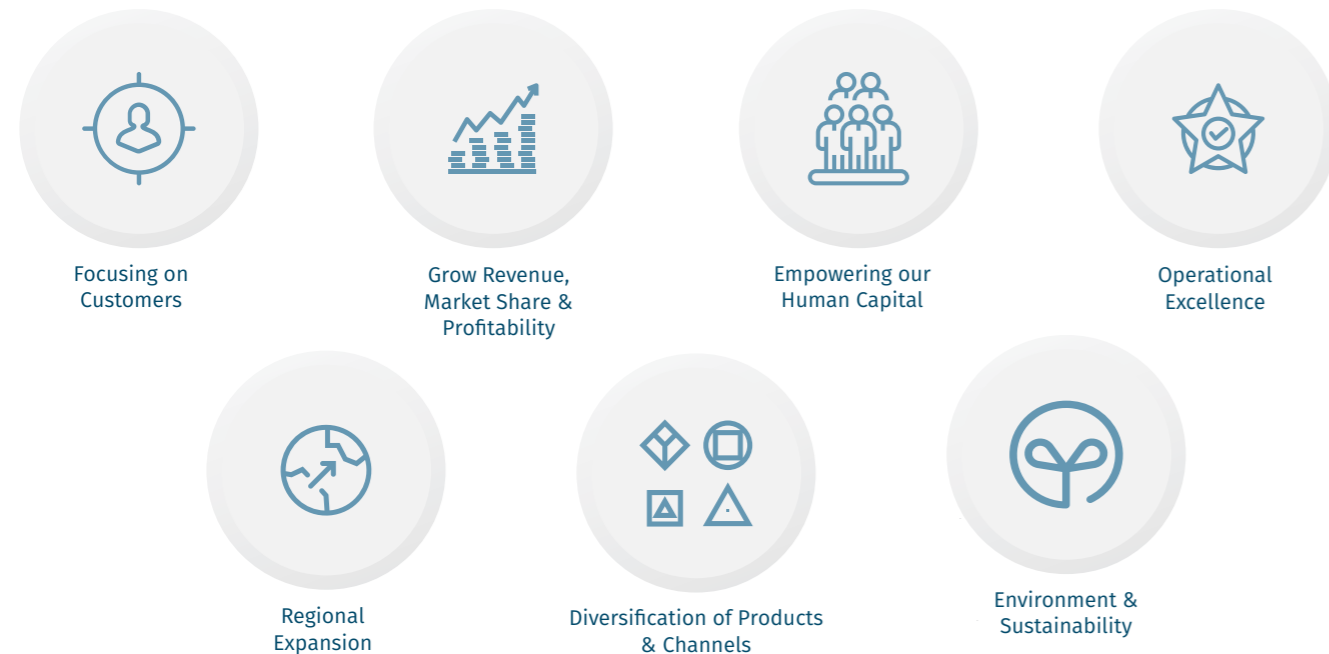 Focusing on
Customers
Grow Revenue,
Market Share &
Profitability
Empowering our
Human Capital
Operational
Excellence
Regional
Expansion
Diversification of Products
& Channels
Environment &
Sustainability